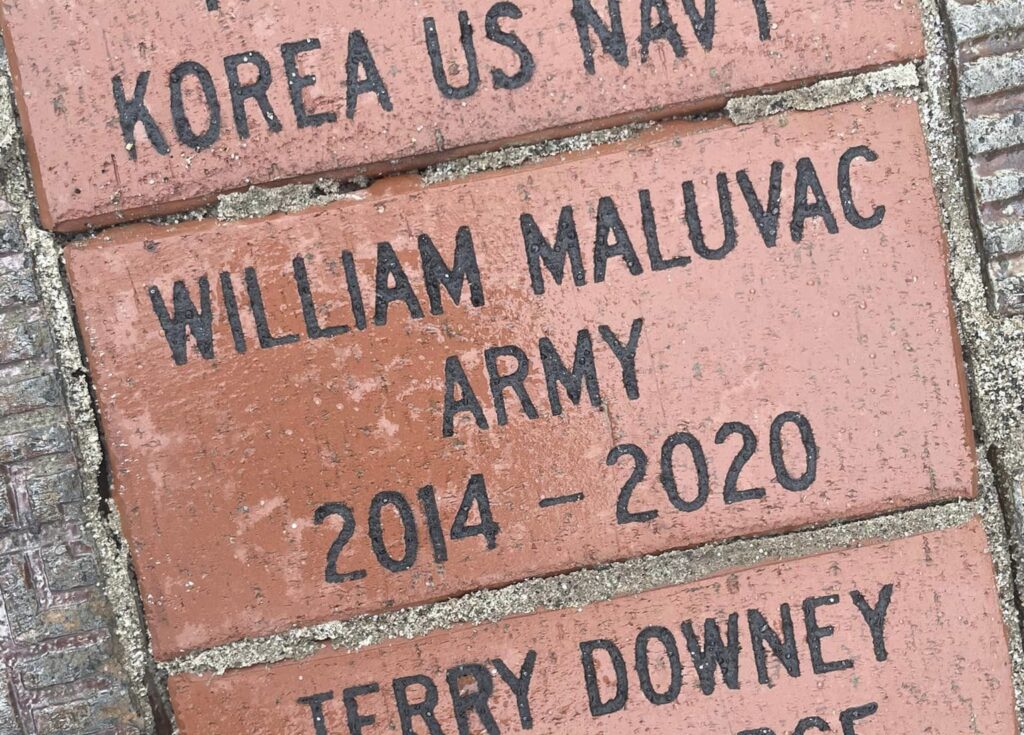 KOREA US NAVY
WILLIAM MALUVAC
ARMY
2014 - 2020
TERRY DOWNEY